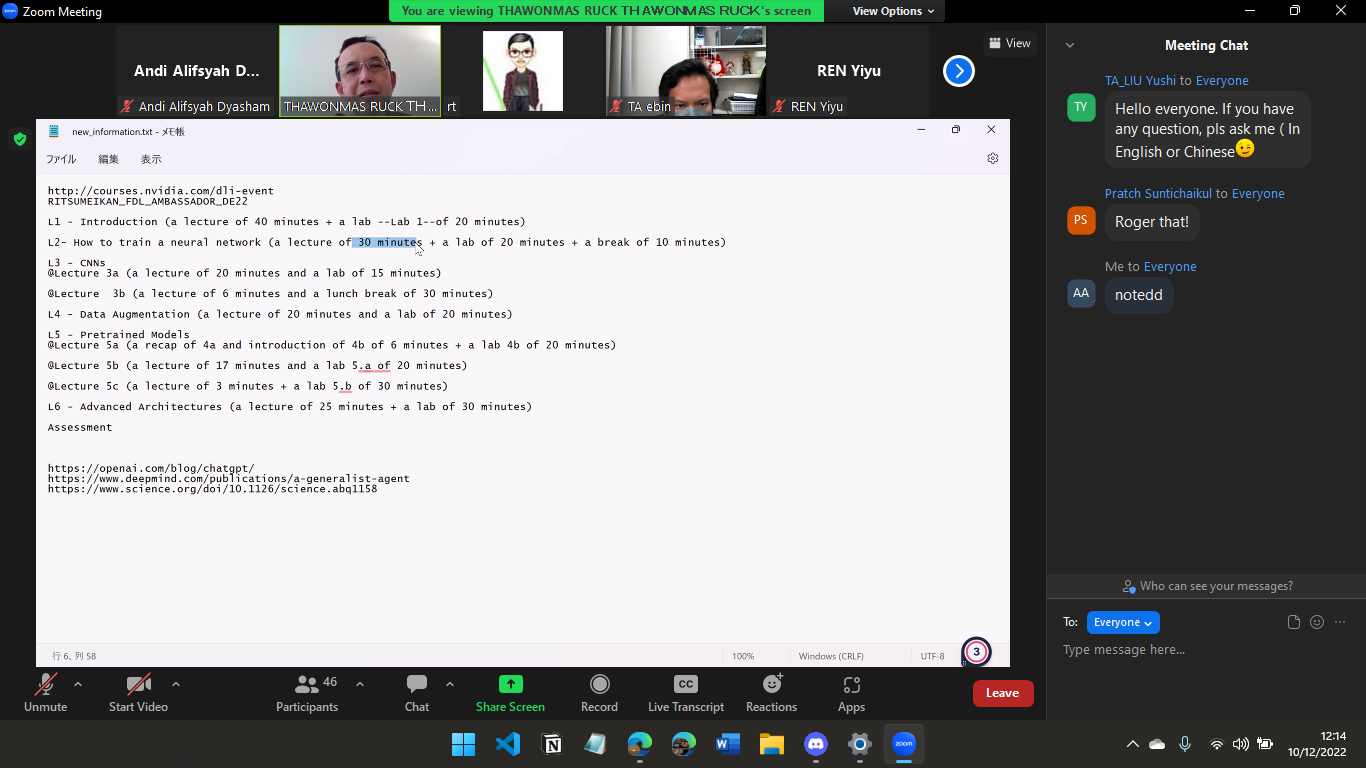 Zoom Meeting
You are viewing THAWONMAS RUCK THAWONMAS RUCK's screen
View Options
Andi Alifsyah D...
REN Yiyu
View
Andi Alifsyah Dyasham
THAWONMAS RUCK TH...
rt
TA ebin
REN Yiyu
new_information.txt - メモ帳
ファイル 編集 表示
http://courses.nvidia.com/dli-event
RITSUMEIKAN_FDL_AMBASSADOR_DE22
L1 - Introduction (a lecture of 40 minutes + a lab --Lab 1--of 20 minutes)
L2- How to train a neural network (a lecture of 30 minutes + a lab of 20 minutes + a break of 10 minutes)
L3 - CNNs
@Lecture 3a (a lecture of 20 minutes and a lab of 15 minutes)
@Lecture  3b (a lecture of 6 minutes and a lunch break of 30 minutes)
L4 - Data Augmentation (a lecture of 20 minutes and a lab of 20 minutes)
L5 - Pretrained Models
@Lecture 5a (a recap of 4a and introduction of 4b of 6 minutes + a lab 4b of 20 minutes)
@Lecture 5b (a lecture of 17 minutes and a lab 5.a of 20 minutes)
@Lecture 5c (a lecture of 3 minutes + a lab 5.b of 30 minutes)
L6 - Advanced Architectures (a lecture of 25 minutes + a lab of 30 minutes)
Assessment
https://openai.com/blog/chatgpt/
https://www.deepmind.com/publications/a-generalist-agent
https://www.science.org/doi/10.1126/science.abq1158
行 6、列 58
100%
Windows (CRLF)
UTF-8
3
Meeting Chat
TA_LIU Yushi to Everyone
TY
Hello everyone. If you have
any question, pls ask me ( In
English or Chinese😉
Pratch Suntichaikul to Everyone
PS
Roger that!
Me to Everyone
AA
notedd
Who can see your messages?
To: Everyone
Type message here...
Unmute
Start Video
46
Participants
Chat
Share Screen
Record
CC
Live Transcript
Reactions
Apps
Leave
zoom
12:14
10/12/2022